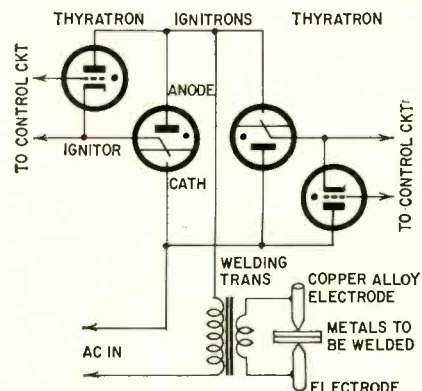 THYRATRON IGNITRONS THYRATRON
TO CONTROL CKT
ANODE
IGNITOR
CATH
TO CONTROL CKT
WELDING
TRANS
COPPER ALLOY
ELECTRODE
METALS TO
BE WELDED
AC IN
ELECTRODE